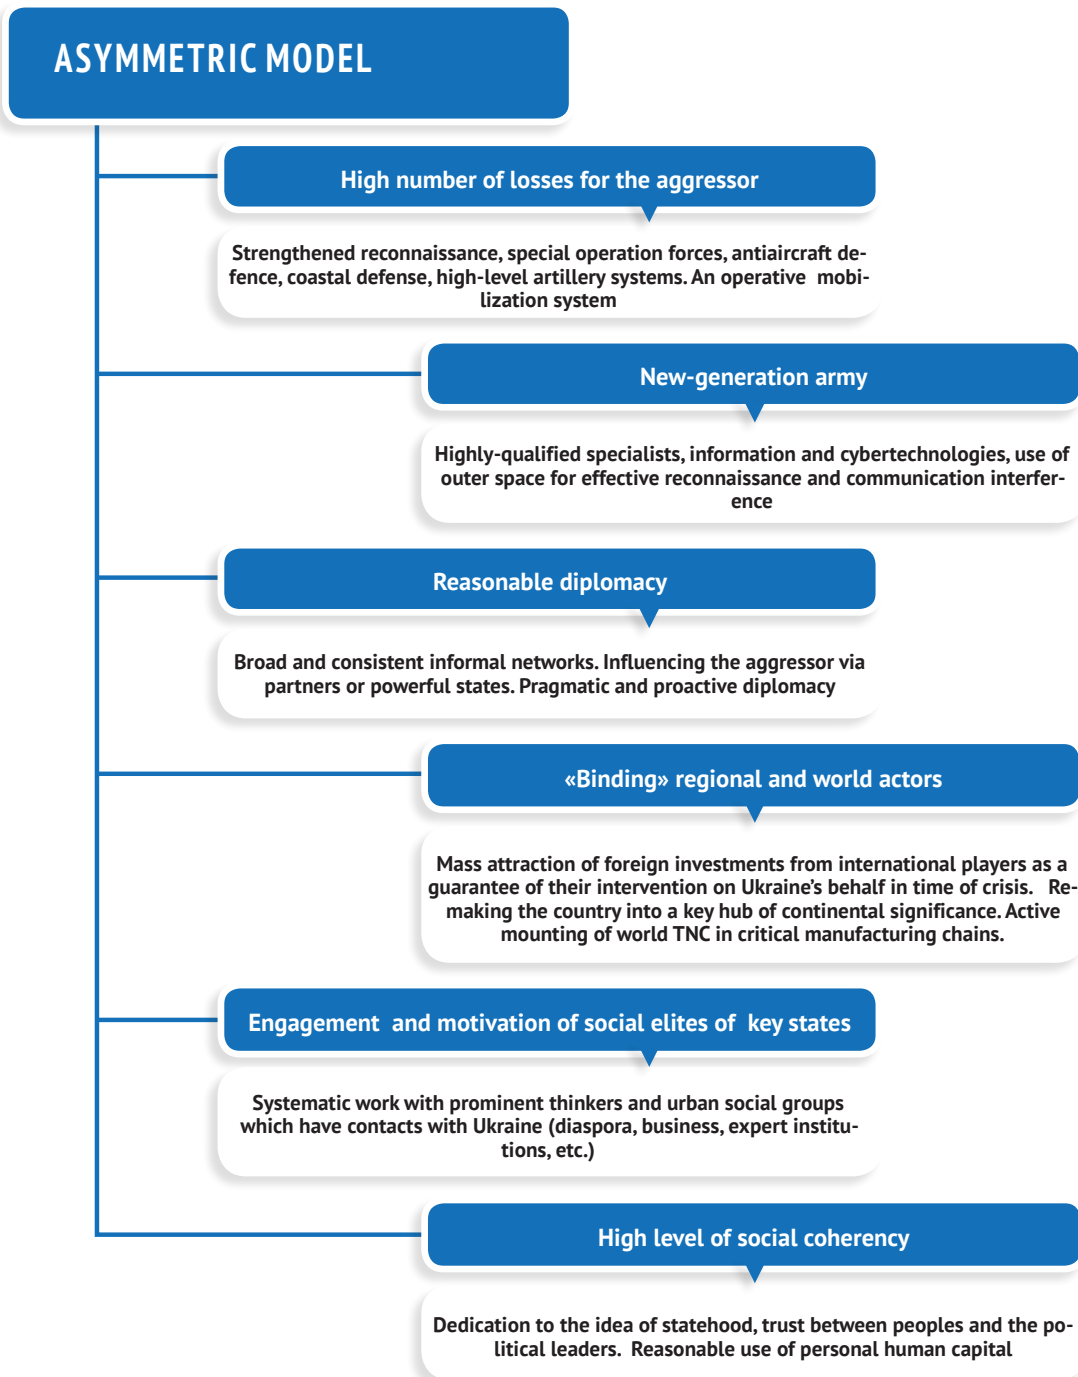 ASYMMETRIC MODEL
High number of losses for the aggressor
Strengthened reconnaissance, special operation forces, antiaircraft de-
fence, coastal defense, high-level artillery systems. An operative mobi-
lization system
New-generation army
Highly-qualified specialists, information and cybertechnologies, use of
outer space for effective reconnaissance and communication interfer-
ence
Reasonable diplomacy
Broad and consistent informal networks. Influencing the aggressor via
partners or powerful states. Pragmatic and proactive diplomacy
«Binding» regional and world actors
Mass attraction of foreign investments from international players as a
guarantee of their intervention on Ukraine’s behalf in time of crisis. Re-
making the country into a key hub of continental significance. Active
mounting of world TNC in critical manufacturing chains.
Engagement and motivation of social elites of key states
Systematic work with prominent thinkers and urban social groups
which have contacts with Ukraine (diaspora, business, expert institu-
tions, etc.)
High level of social coherency
Dedication to the idea of statehood, trust between peoples and the po-
litical leaders. Reasonable use of personal human capital